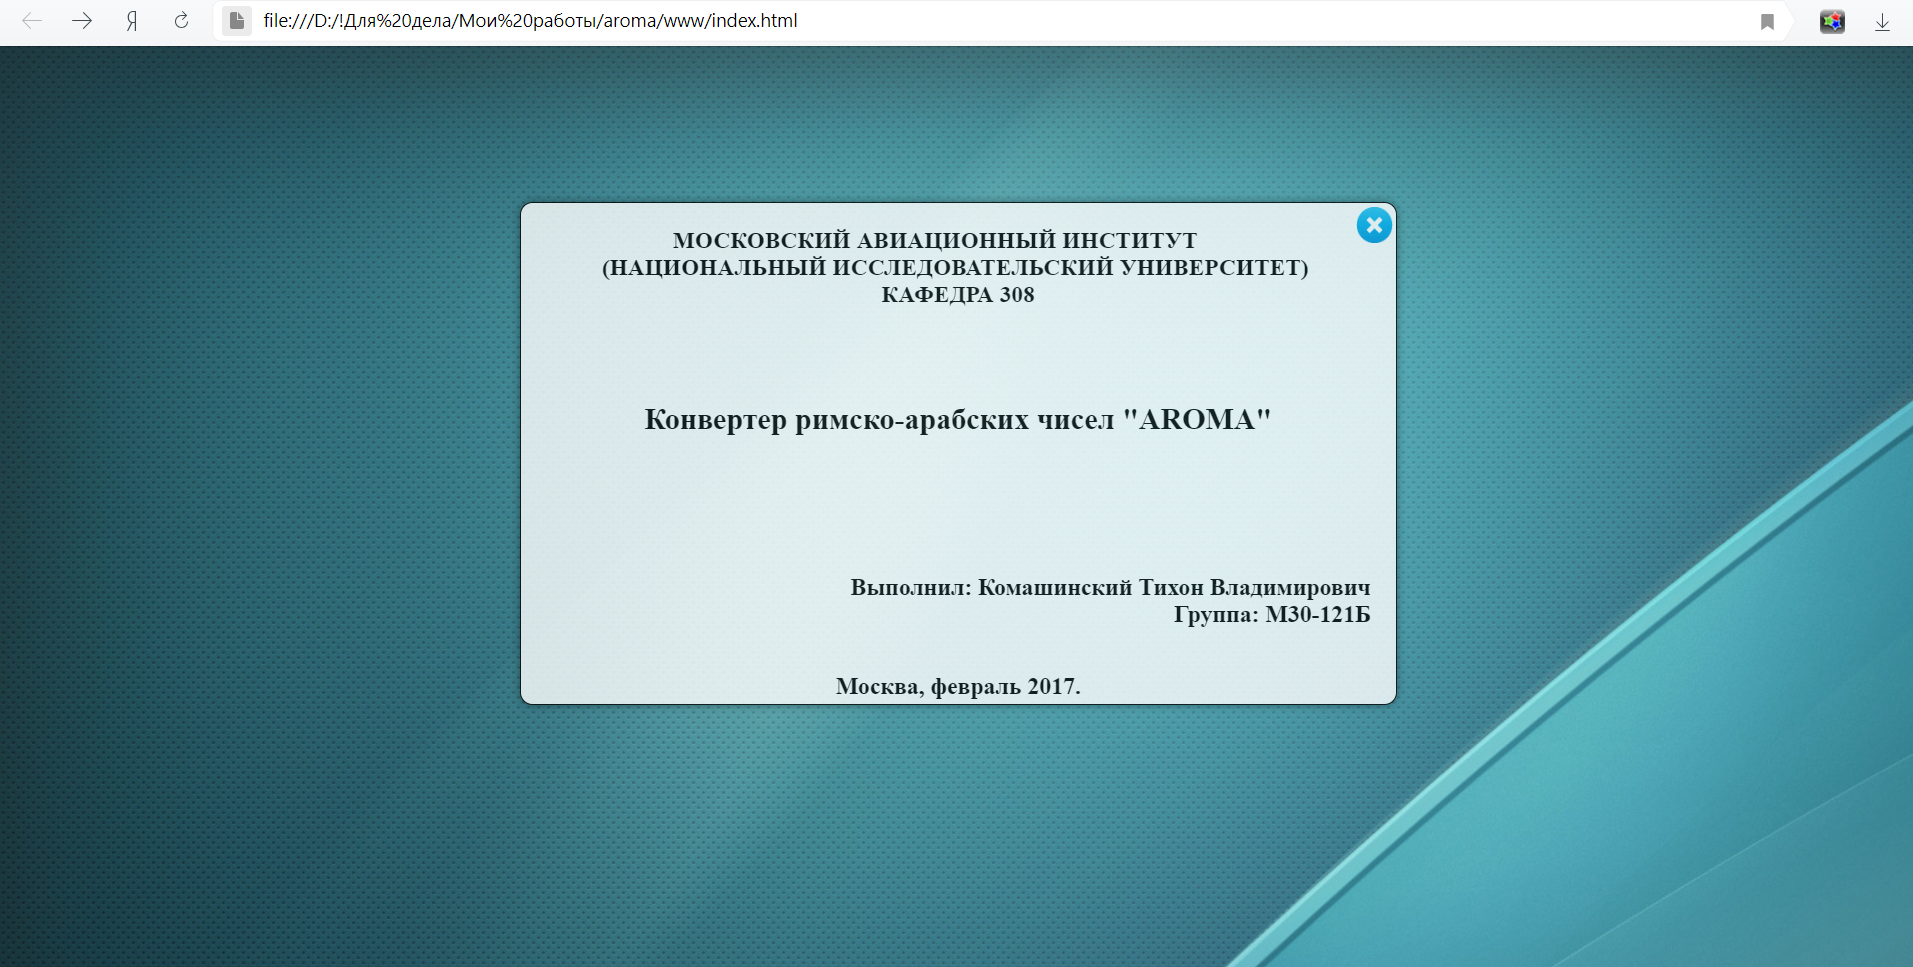 Я
file:///D:/!Для%20дела/Мои%20работы/aroma/www/index.html
МОСКОВСКИЙ АВИАЦИОННЫЙ ИНСТИТУТ
(НАЦИОНАЛЬНЫЙ ИССЛЕДОВАТЕЛЬСКИЙ УНИВЕРСИТЕТ)
КАФЕДРА 308
Конвертер римско-арабских чисел "AROMA"
Выполнил: Комашинский Тихон Владимирович
Группа: М30-121Б
Москва, февраль 2017.